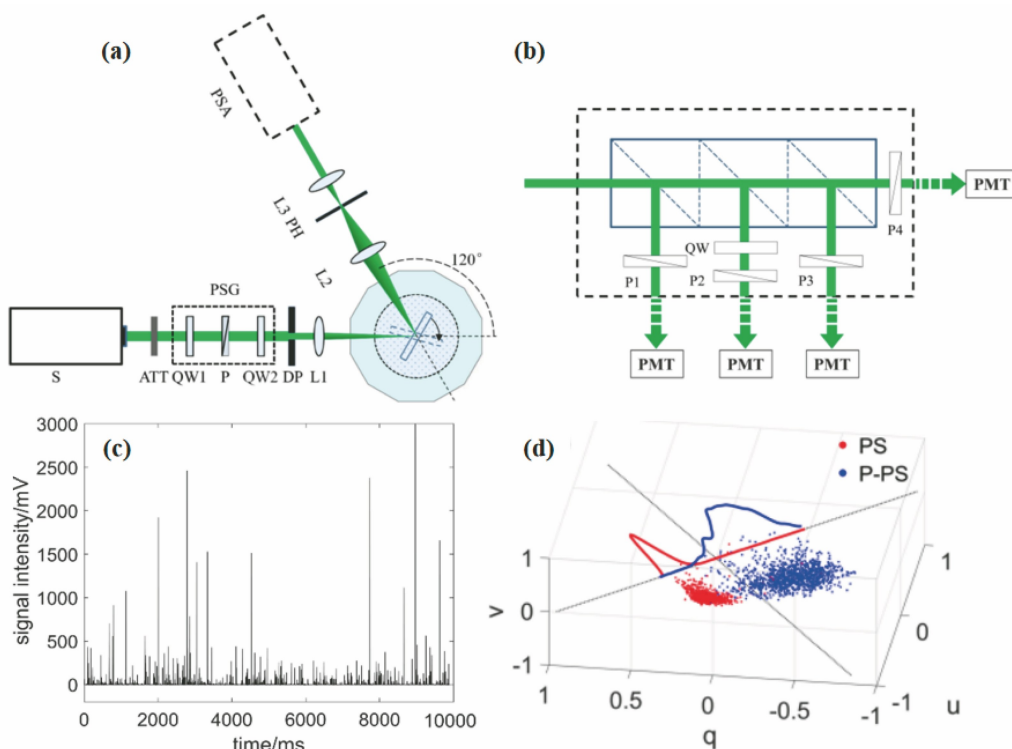 (a)
PSA
L3 PH
L2
120°
PSG
S
ATT QW1 P QW2 DP L1
(b)
PMT
P4
QW
P1 P2 P3
PMT PMT PMT
(c)
signal intensity/mV
3000
2500
2000
1500
1000
500
0
0 2000 4000 6000 8000 10000
time/ms
(d)
PS
P-PS
v
1
0
-1
1 0.5 0 -0.5 -1
q
-1 0 1
u